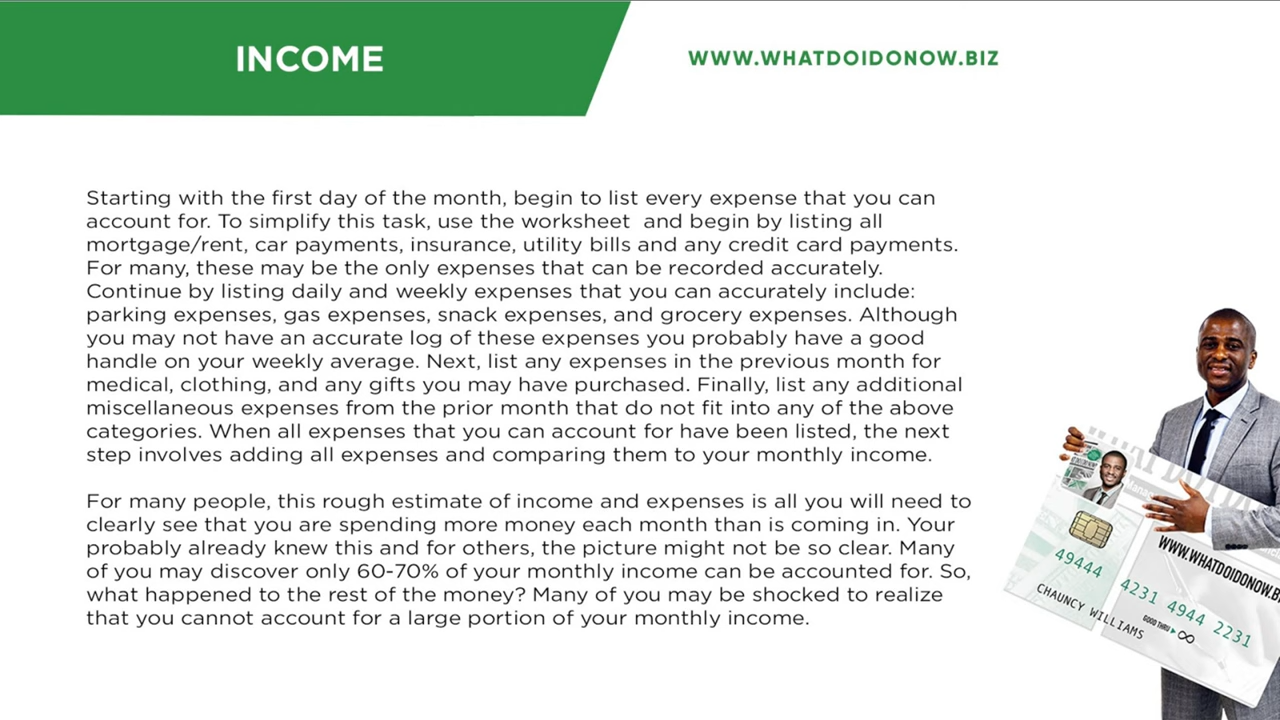 INCOME
WWW.WHATDOIDONOW.BIZ
Starting with the first day of the month, begin to list every expense that you can
account for. To simplify this task, use the worksheet  and begin by listing all
mortgage/rent, car payments, insurance, utility bills and any credit card payments.
For many, these may be the only expenses that can be recorded accurately.
Continue by listing daily and weekly expenses that you can accurately include:
parking expenses, gas expenses, snack expenses, and grocery expenses. Although
you may not have an accurate log of these expenses you probably have a good
handle on your weekly average. Next, list any expenses in the previous month for
medical, clothing, and any gifts you may have purchased. Finally, list any additional
miscellaneous expenses from the prior month that do not fit into any of the above
categories. When all expenses that you can account for have been listed, the next
step involves adding all expenses and comparing them to your monthly income.
For many people, this rough estimate of income and expenses is all you will need to
clearly see that you are spending more money each month than is coming in. Your
probably already knew this and for others, the picture might not be so clear. Many
of you may discover only 60-70% of your monthly income can be accounted for. So,
what happened to the rest of the money? Many of you may be shocked to realize
that you cannot account for a large portion of your monthly income.
WWW.WHATDOIDONOW.B
49444 4231 4944 2231
GOOD THRU
CHAUNCY WILLIAMS